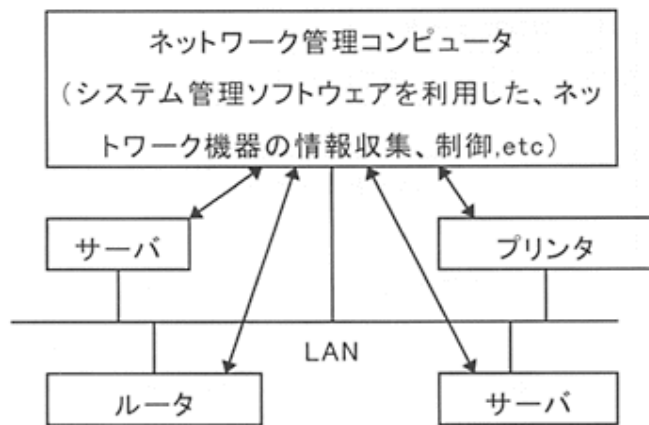 ネットワーク管理コンピュータ
（システム管理ソフトウェアを利用した、ネッ
トワーク機器の情報収集、制御,etc）
サーバ
プリンタ
LAN
ルータ
サーバ